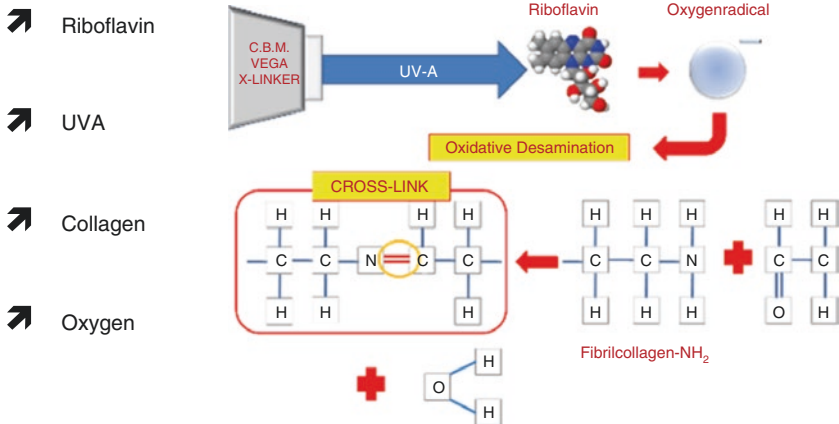 Riboflavin
UVA
Collagen
Oxygen
C.B.M.
VEGA
X-LINKER
UV-A
Riboflavin
Oxygenradical
Oxidative Desamination
CROSS-LINK
H H H H
C C N C C
H H H
H H H
C C N
H H H
H H
C C
O H
Fibrilcollagen-NH₂
H
O
H